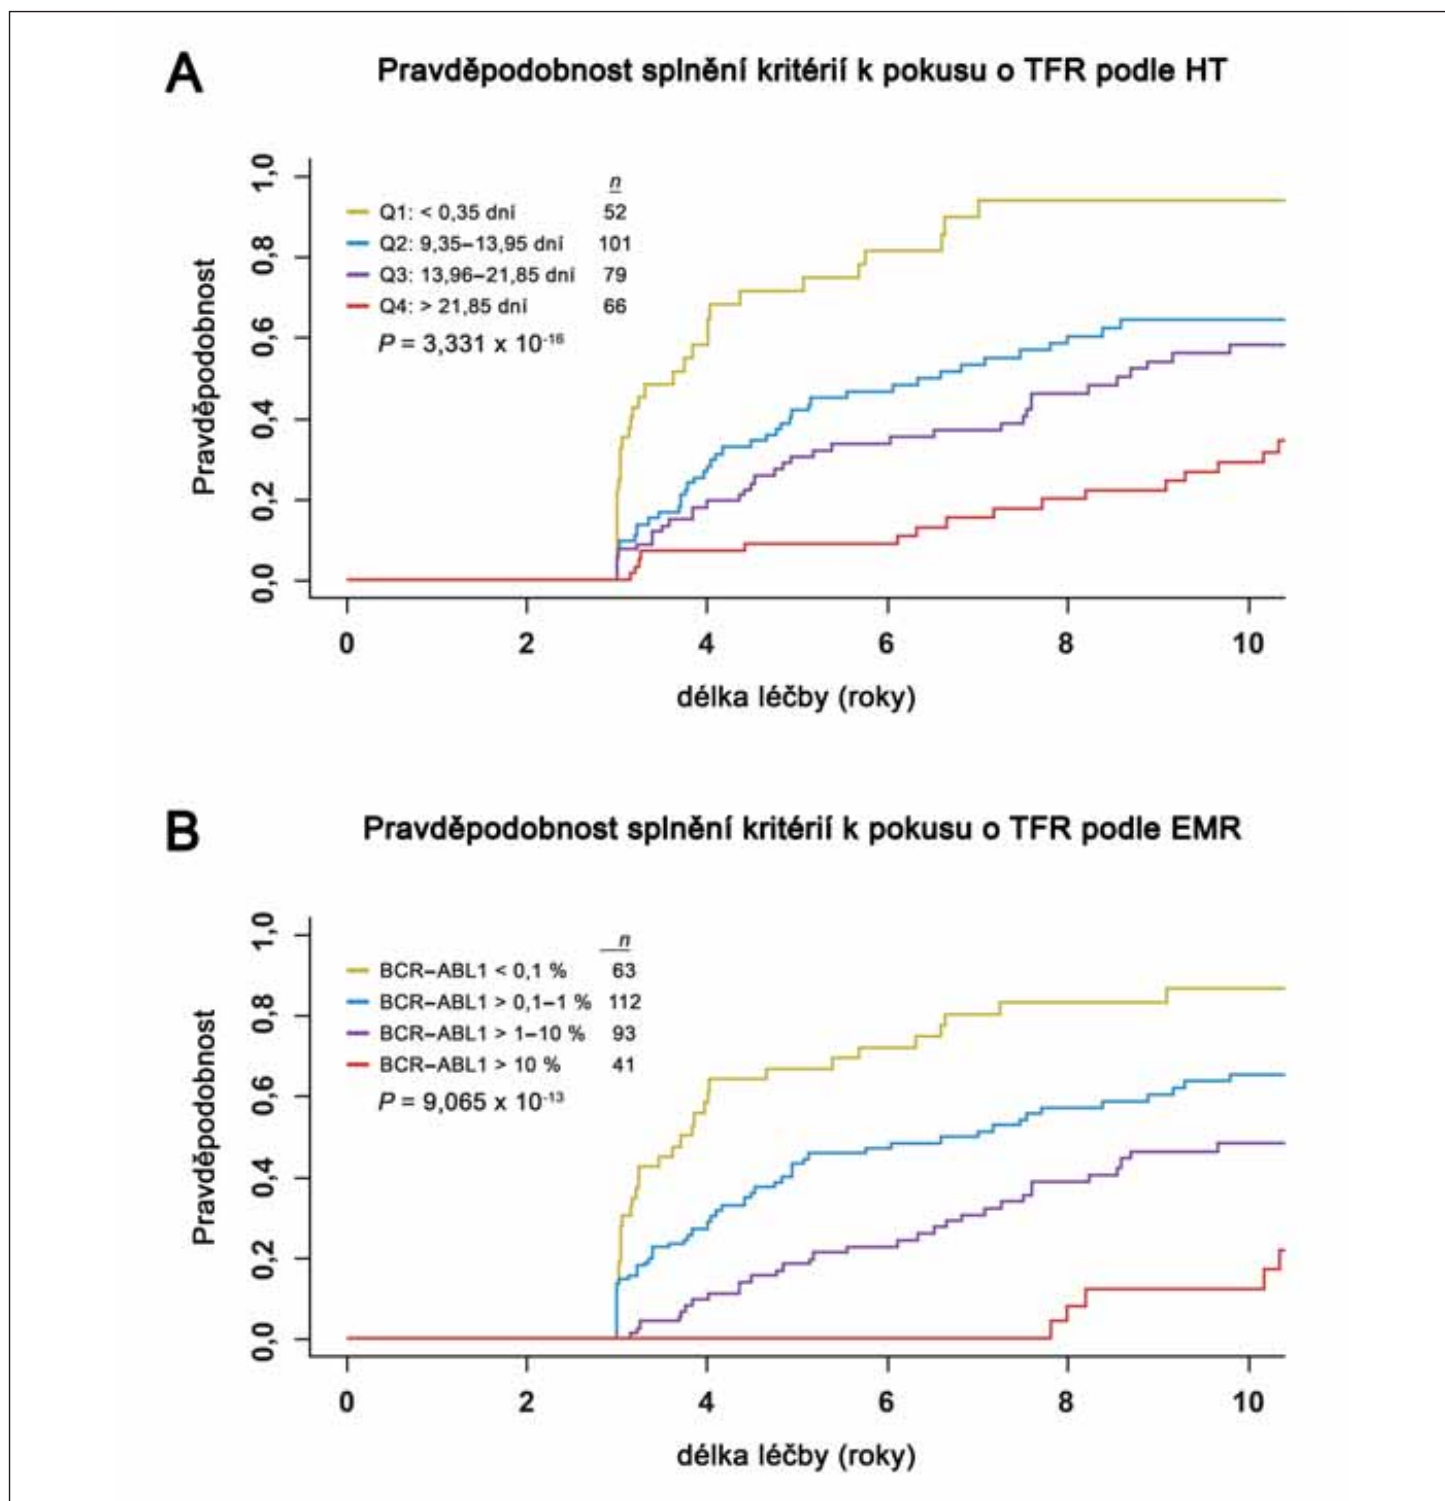 A
Pravděpodobnost splnění kritérií k pokusu o TFR podle HT
Pravděpodobnost
1,0
0,8
0,6
0,4
0,2
0,0
n
Q1: < 0,35 dní 52
Q2: 9,35–13,95 dní 101
Q3: 13,96–21,85 dní 79
Q4: > 21,85 dní 66
P = 3,331 x 10⁻¹⁶
0 2 4 6 8 10
délka léčby (roky)
B
Pravděpodobnost splnění kritérií k pokusu o TFR podle EMR
Pravděpodobnost
1,0
0,8
0,6
0,4
0,2
0,0
n
BCR–ABL1 < 0,1 % 63
BCR–ABL1 > 0,1–1 % 112
BCR–ABL1 > 1–10 % 93
BCR–ABL1 > 10 % 41
P = 9,065 x 10⁻¹³
0 2 4 6 8 10
délka léčby (roky)